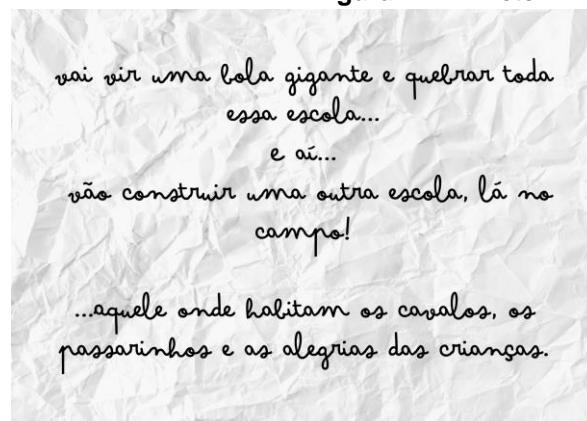 vai vir uma bola gigante e quebrar toda
essa escola...
e aí...
vão construir uma outra escola, lá no
campo!
...aquele onde habitam os cavalos, os
passarinhos e as alegrias das crianças.